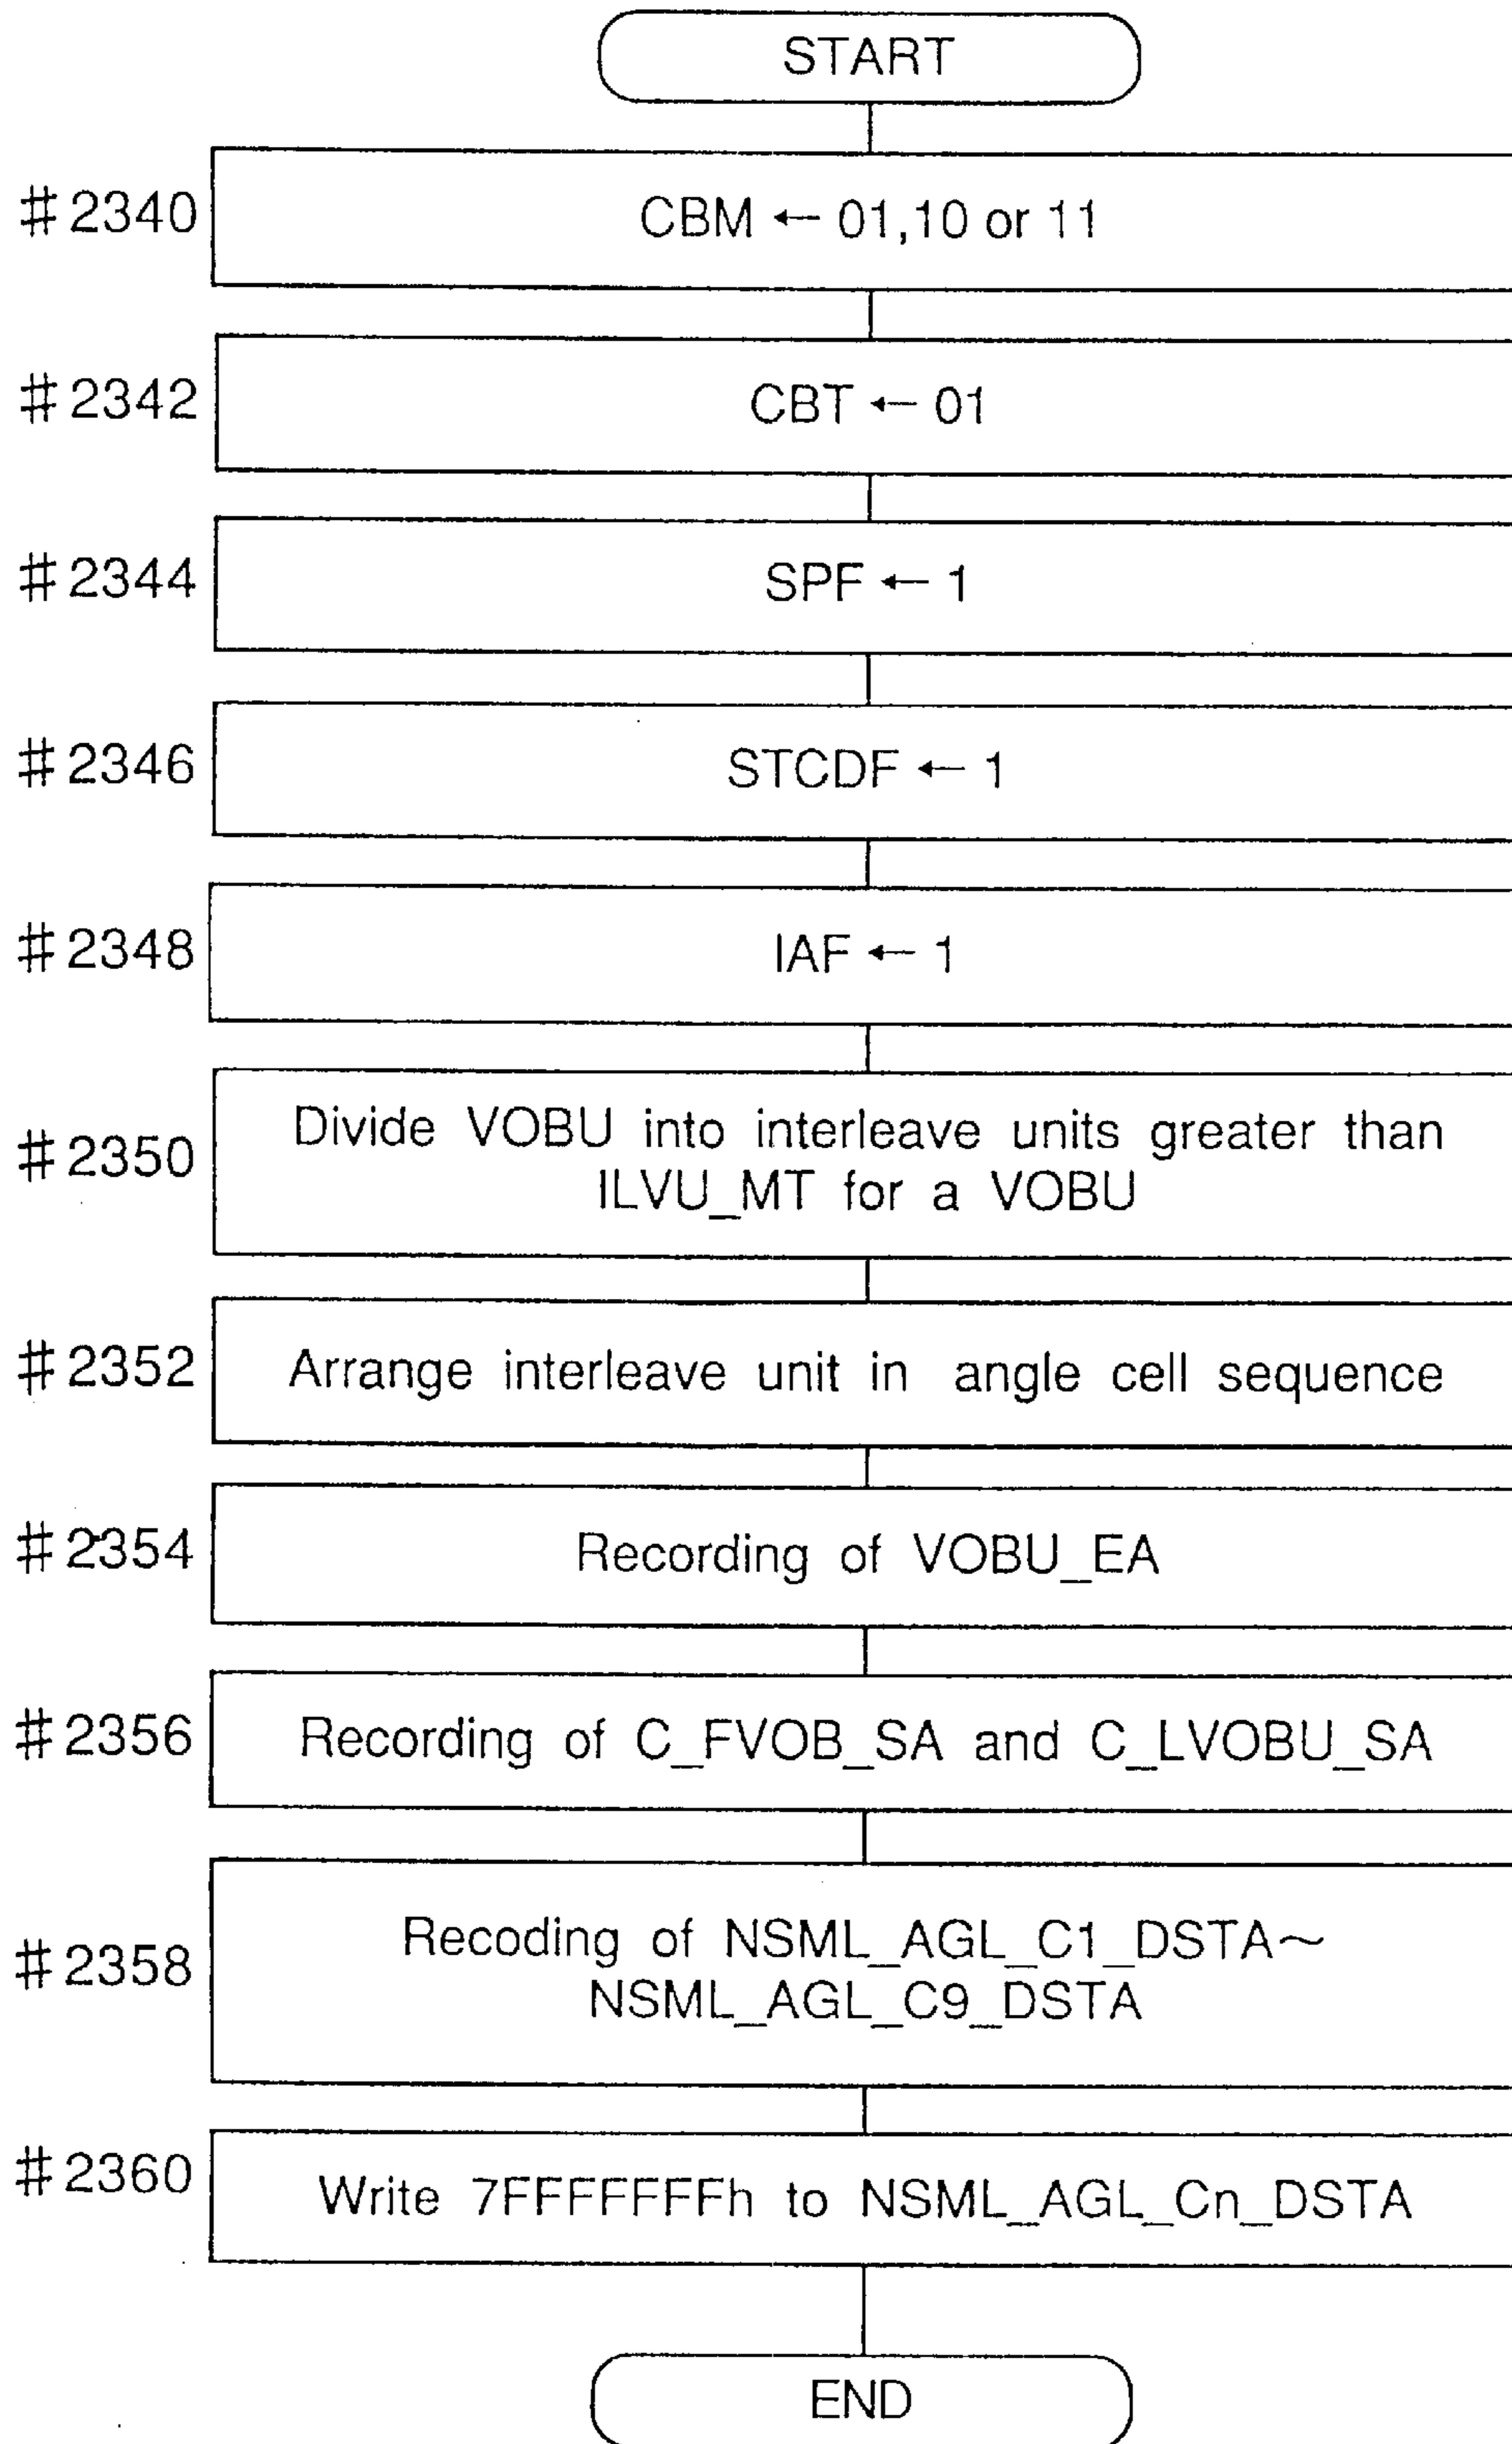 START
#2340
CBM ← 01,10 or 11
#2342
CBT ← 01
#2344
SPF ← 1
#2346
STCDF ← 1
#2348
IAF ← 1
#2350
Divide VOBU into interleave units greater than
ILVU_MT for a VOBU
#2352
Arrange interleave unit in angle cell sequence
#2354
Recording of VOBU_EA
#2356
Recording of C_FVOB_SA and C_LVOBU_SA
#2358
Recoding of NSML_AGL_C1_DSTA~
NSML_AGL_C9_DSTA
#2360
Write 7FFFFFFFh to NSML_AGL_Cn_DSTA
END